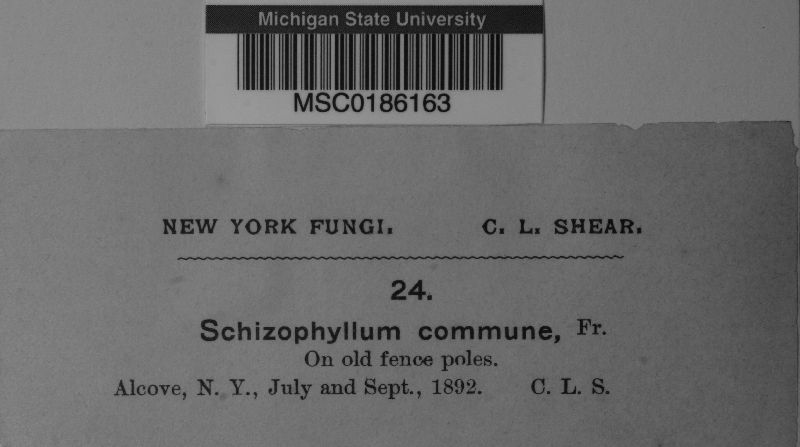 Michigan State University
MSC0186163
NEW YORK FUNGI. C. L. SHEAR.
24.
Schizophyllum commune, Fr.
On old fence poles.
Alcove, N. Y., July and Sept., 1892. C. L. S.